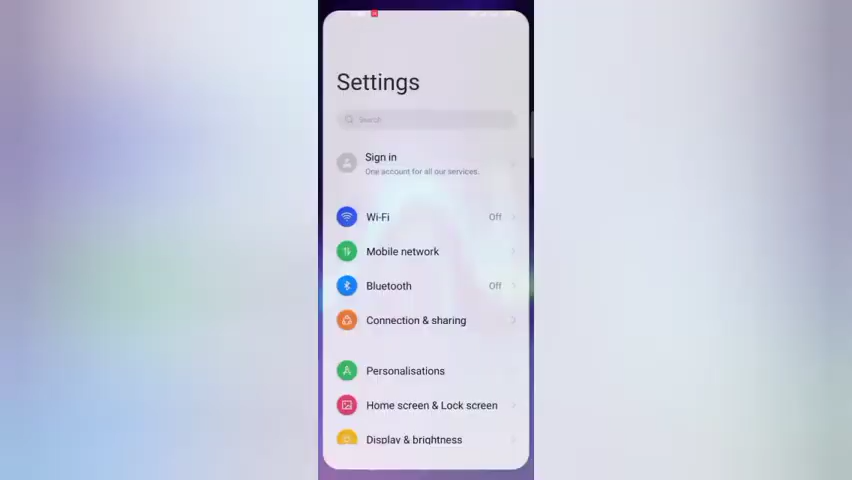 Settings
Search
Sign in
One account for all our services.
Wi-Fi
Off
Mobile network
Bluetooth
Off
Connection & sharing
Personalisations
Home screen & Lock screen
Display & brightness